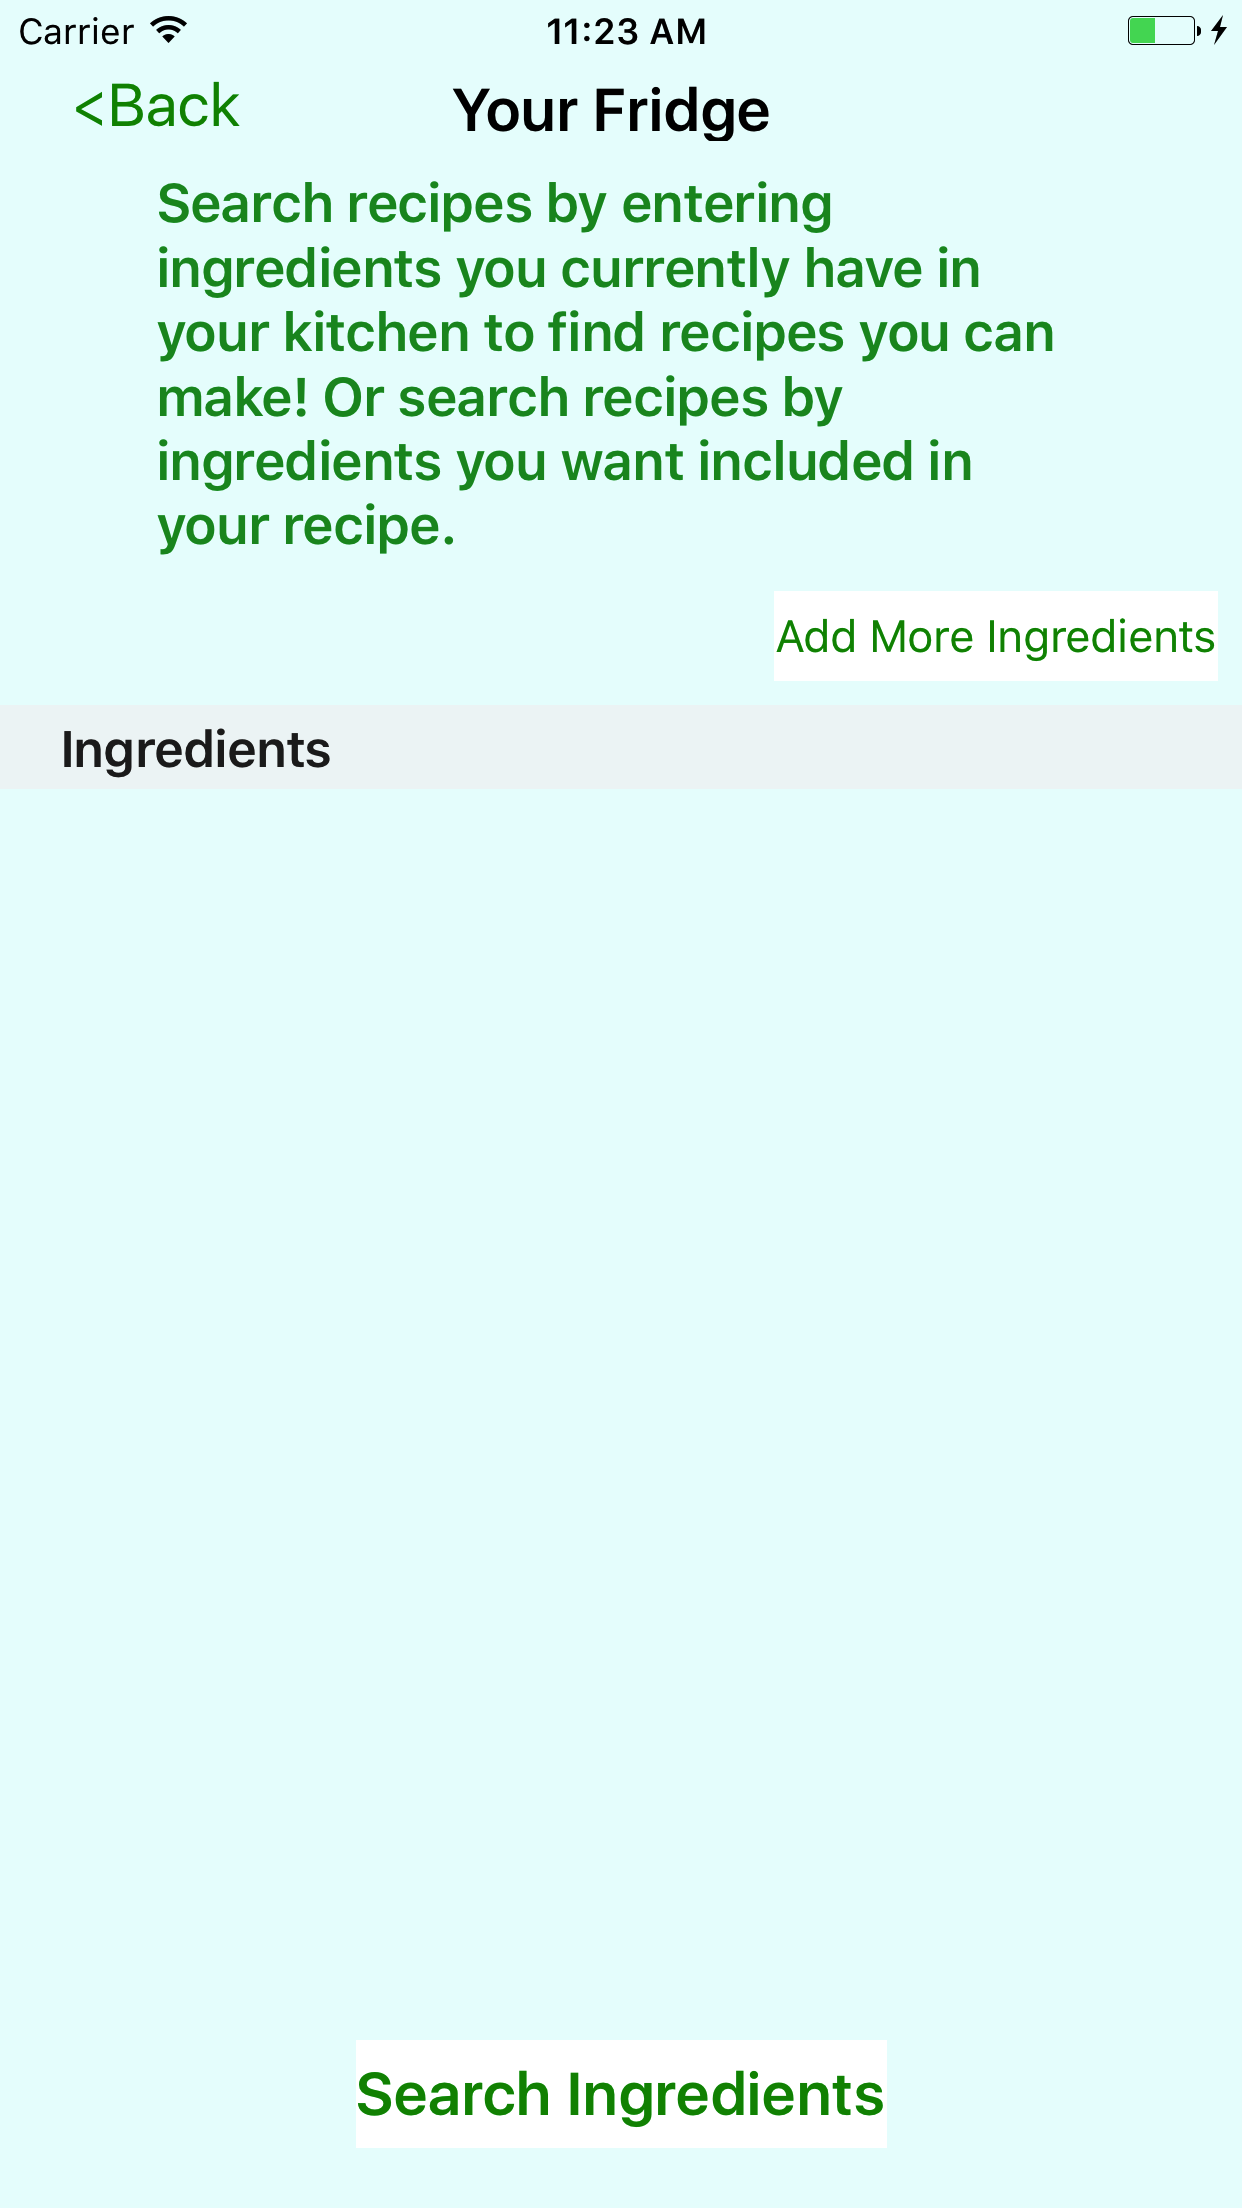 Carrier 11:23 AM
<Back Your Fridge
Search recipes by entering
ingredients you currently have in
your kitchen to find recipes you can
make! Or search recipes by
ingredients you want included in
your recipe.
Add More Ingredients
Ingredients
Search Ingredients